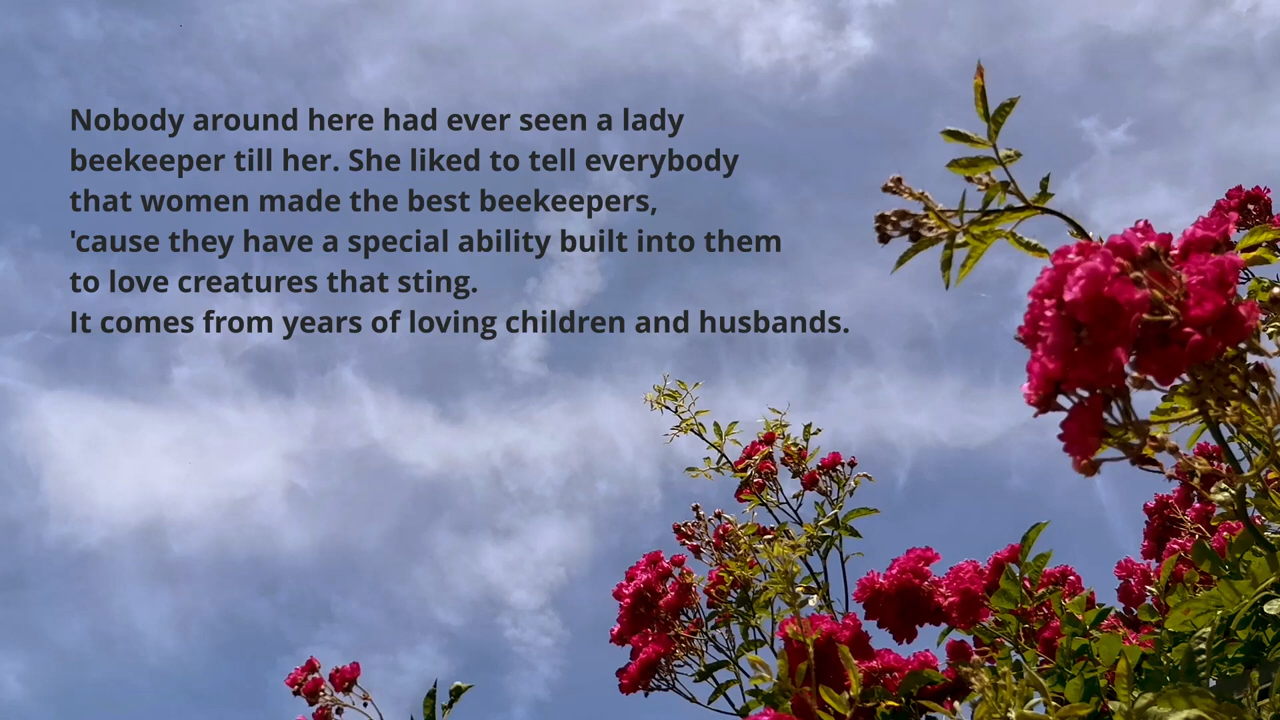 Nobody around here had ever seen a lady
beekeeper till her. She liked to tell everybody
that women made the best beekeepers,
'cause they have a special ability built into them
to love creatures that sting.
It comes from years of loving children and husbands.